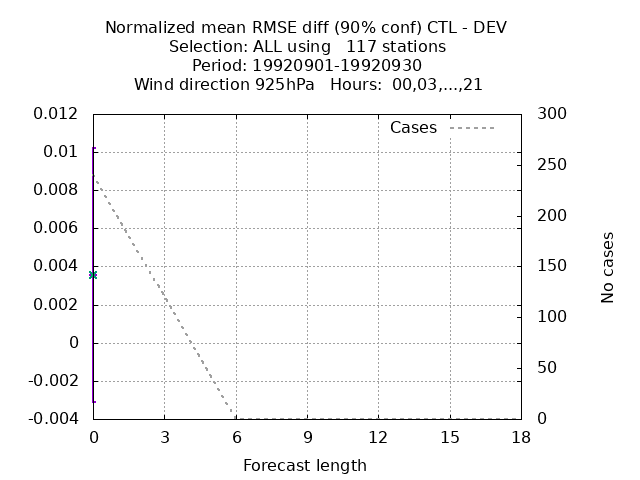 Normalized mean RMSE diff (90% conf) CTL - DEV
Selection: ALL using   117 stations
Period: 19920901-19920930
Wind direction 925hPa   Hours:  00,03,...,21
0.012
0.01
0.008
0.006
0.004
0.002
0
-0.002
-0.004
Cases
300
250
200
150
100
50
0
No cases
0 3 6 9 12 15 18
Forecast length